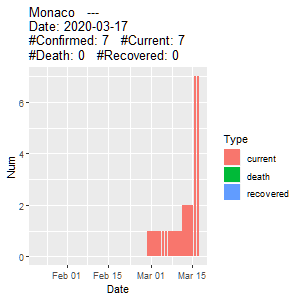 Monaco   ---
Date: 2020-03-17
#Confirmed: 7   #Current: 7
#Death: 0   #Recovered: 0
Num
6
4
2
0
Feb 01
Feb 15
Mar 01
Mar 15
Date
Type
current
death
recovered